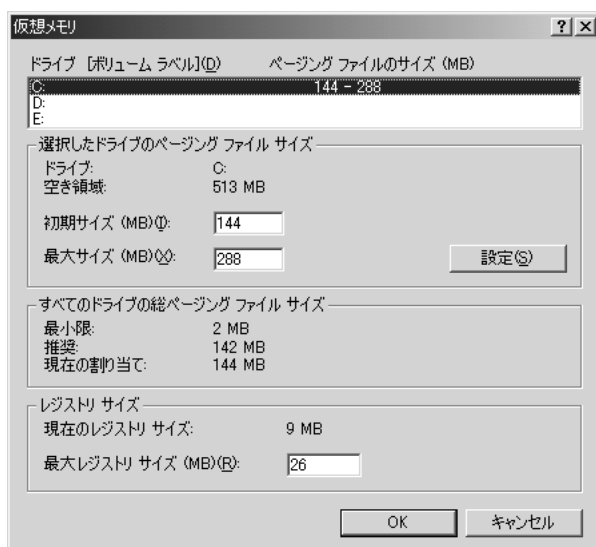 仮想メモリ
ドライブ [ボリューム ラベル](D) ページング ファイルのサイズ (MB)
C: 144 - 288
D:
E:
選択したドライブのページング ファイル サイズ
ドライブ: C:
空き領域: 513 MB
初期サイズ (MB)(I): 144
最大サイズ (MB)(X): 288
設定(S)
すべてのドライブの総ページング ファイル サイズ
最小限: 2 MB
推奨: 142 MB
現在の割り当て: 144 MB
レジストリ サイズ
現在のレジストリ サイズ: 9 MB
最大レジストリ サイズ (MB)(R): 26
OK キャンセル